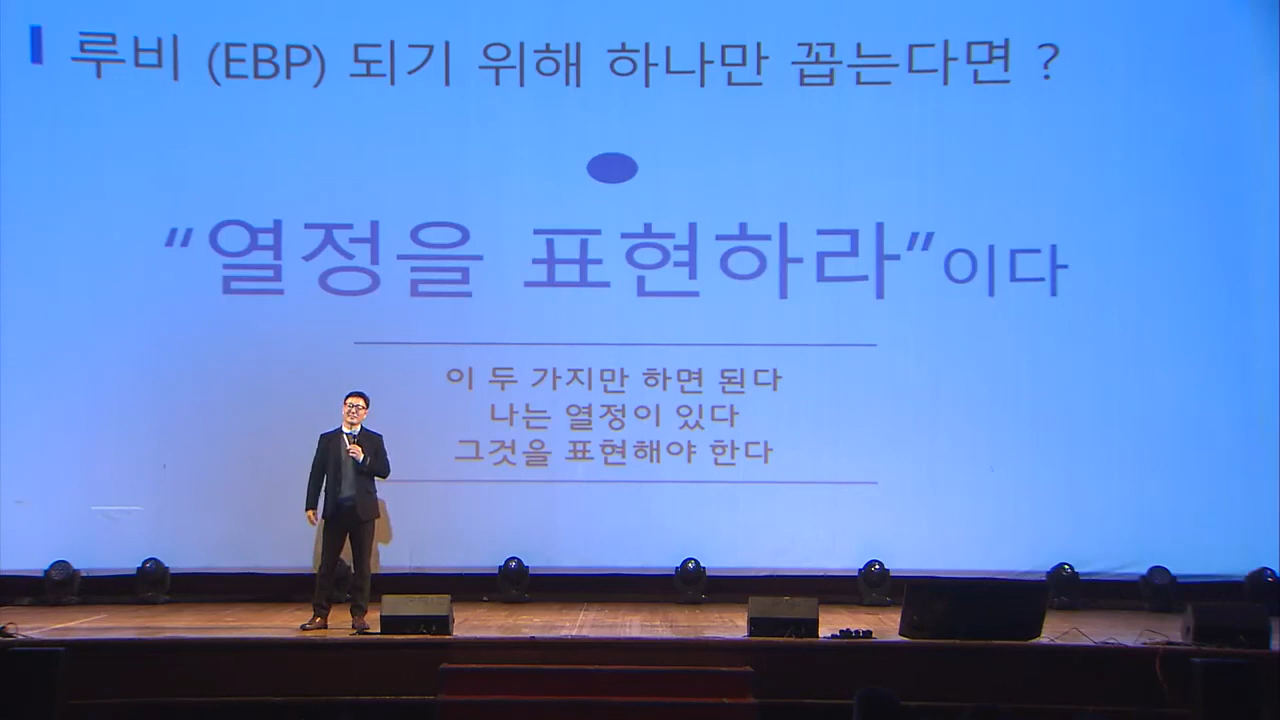 루비 (EBP) 되기 위해 하나만 꼽는다면 ?
“열정을 표현하라”이다
이 두 가지만 하면 된다
나는 열정이 있다
그것을 표현해야 한다